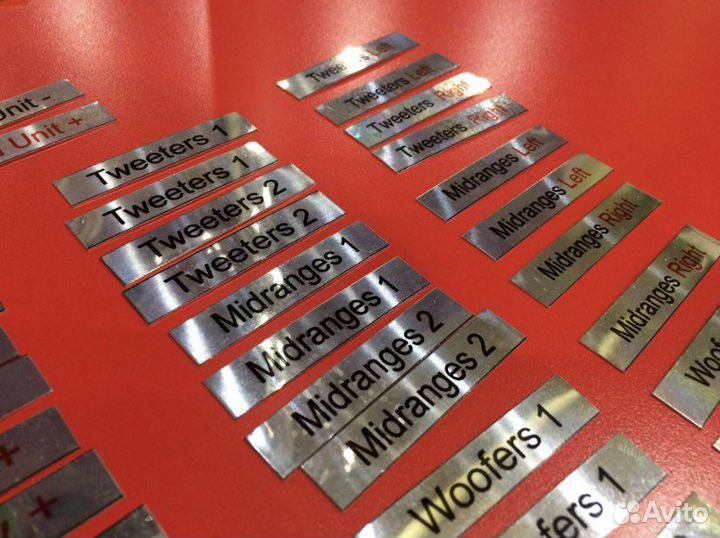 Unit -
Unit +
Tweeters 1
Tweeters 1
Tweeters 2
Tweeters 2
Midranges 1
Midranges 1
Midranges 2
Midranges 2
Woofers 1
fers 1
Tweeters Left
Tweeters Left
Tweeters Right
Tweeters Right
Midranges Left
Midranges Left
Midranges Right
Midranges Right
Woof
+
+
Avito